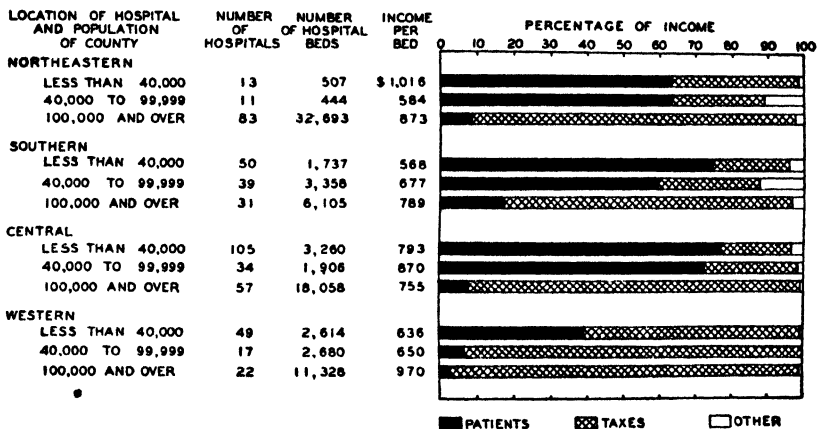 LOCATION OF HOSPITAL AND POPULATION OF COUNTY NUMBER OF HOSPITALS NUMBER OF HOSPITAL BEDS INCOME PER BED PERCENTAGE OF INCOME
0 10 20 30 40 50 60 70 80 90 100
NORTHEASTERN
LESS THAN 40,000 13 507 $1,016
40,000 TO 99,999 11 444 584
100,000 AND OVER 83 32,693 873
SOUTHERN
LESS THAN 40,000 50 1,737 568
40,000 TO 99,999 39 3,358 677
100,000 AND OVER 31 6,105 789
CENTRAL
LESS THAN 40,000 105 3,260 793
40,000 TO 99,999 34 1,906 870
100,000 AND OVER 57 18,058 755
WESTERN
LESS THAN 40,000 49 2,614 636
40,000 TO 99,999 17 2,680 650
100,000 AND OVER 22 11,328 970
PATIENTS TAXES OTHER